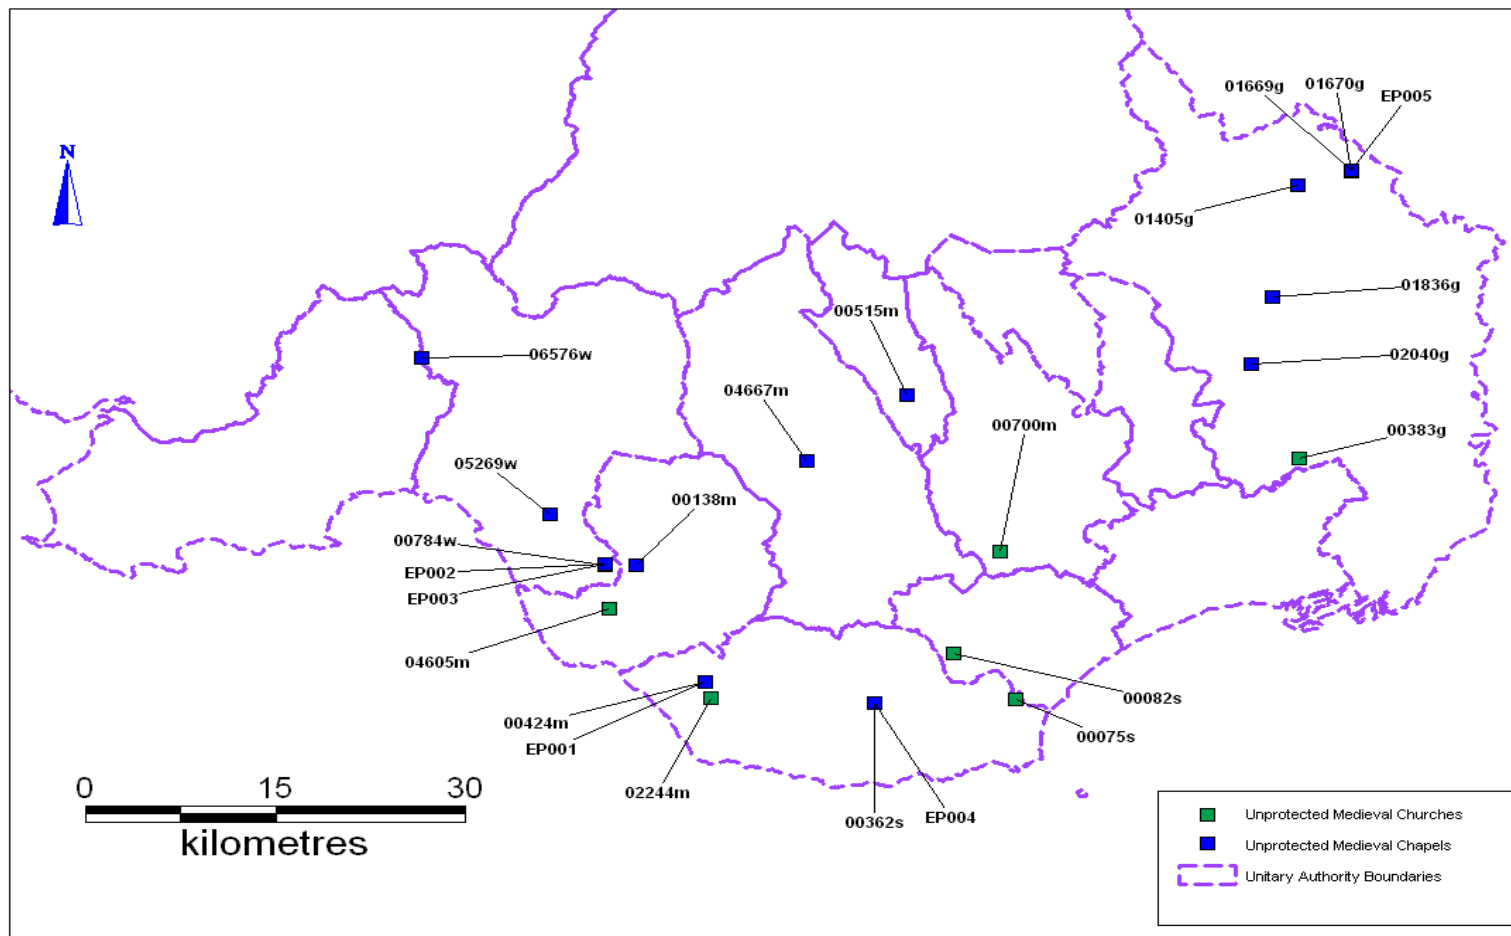 01670g
01669g
EP005
N
01405g
01836g
00515m
06576w
02040g
04667m
00700m
00383g
05269w
00138m
00784w
EP002
EP003
04605m
00082s
00424m
00075s
EP001
02244m
EP004
00362s
0 15 30
kilometres
Unprotected Medieval Churches
Unprotected Medieval Chapels
Unitary Authority Boundaries